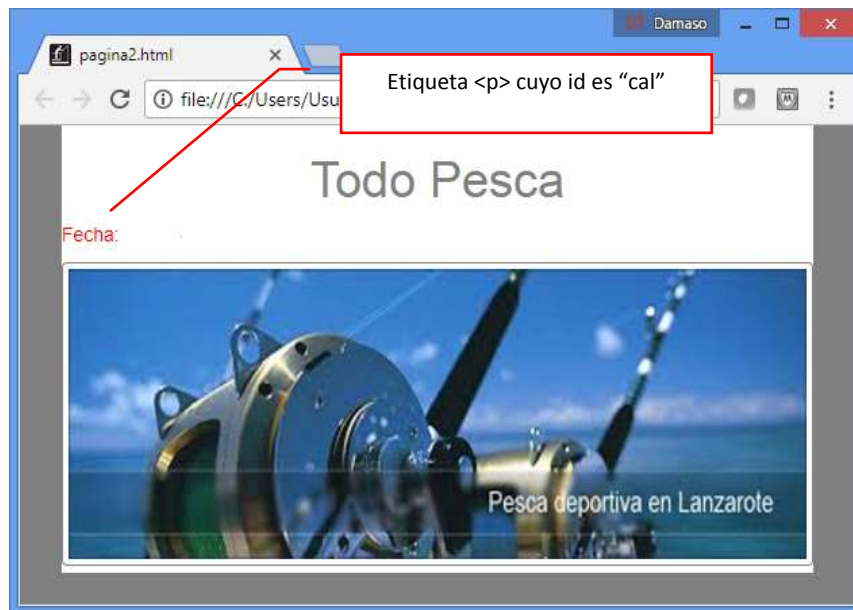 Damaso
pagina2.html
Etiqueta <p> cuyo id es “cal”
file:///C:/Users/Usu
Todo Pesca
Fecha:
Pesca deportiva en Lanzarote